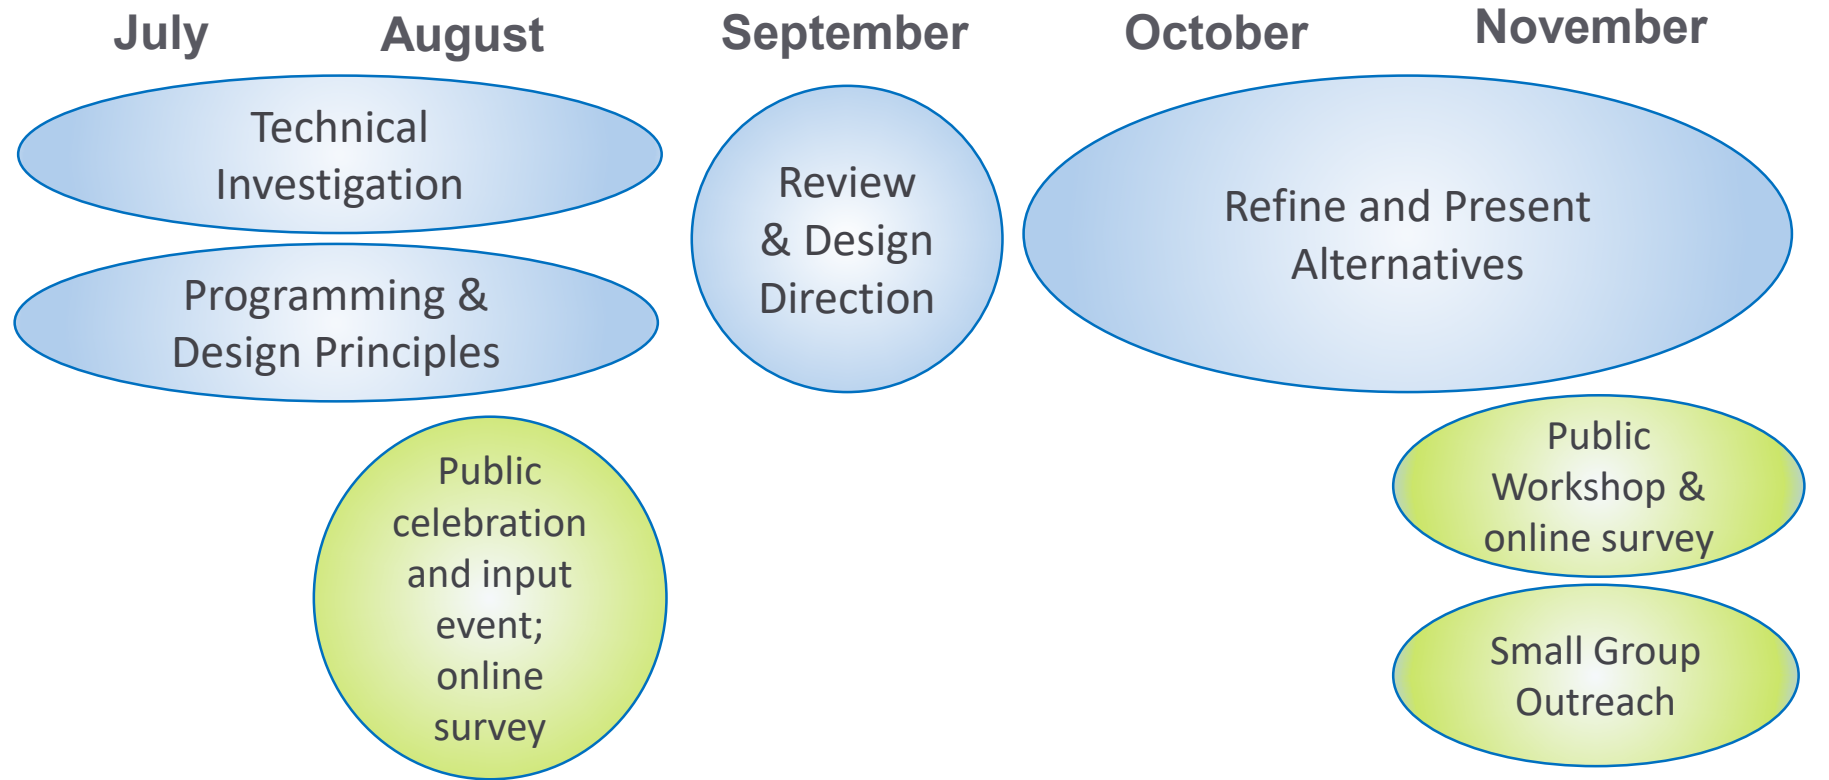 July
August
September
October
November
Technical
Investigation
Programming &
Design Principles
Review
& Design
Direction
Refine and Present
Alternatives
Public
celebration
and input
event;
online
survey
Public
Workshop &
online survey
Small Group
Outreach